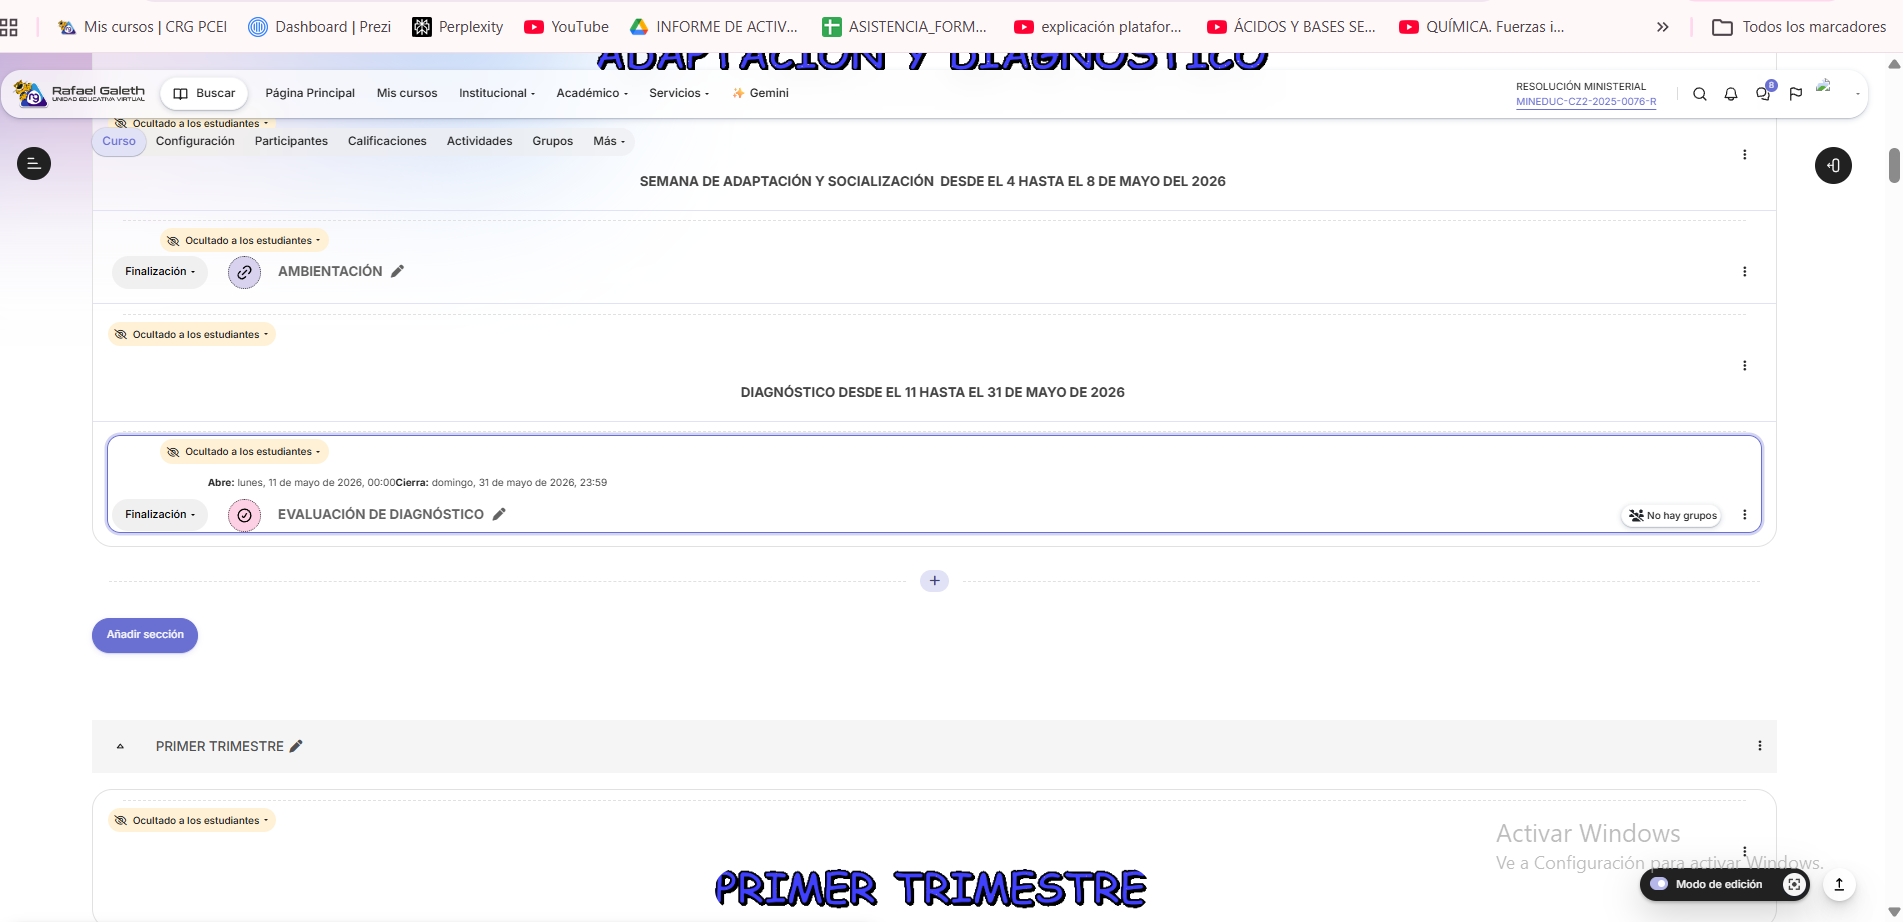 Mis cursos | CRG PCEI
Dashboard | Prezi
Perplexity
YouTube
INFORME DE ACTIV...
ASISTENCIA_FORM...
explicación platafor...
ÁCIDOS Y BASES SE...
QUÍMICA. Fuerzas i...
Todos los marcadores
ADAPTACIÓN Y DIAGNÓSTICO
Rafael Galeth
UNIDAD EDUCATIVA VIRTUAL
Buscar
Página Principal
Mis cursos
Institucional
Académico
Servicios
Gemini
RESOLUCIÓN MINISTERIAL
MINEDUC-CZ2-2025-0076-R
8
Ocultado a los estudiantes
Curso
Configuración
Participantes
Calificaciones
Actividades
Grupos
Más
SEMANA DE ADAPTACIÓN Y SOCIALIZACIÓN DESDE EL 4 HASTA EL 8 DE MAYO DEL 2026
Ocultado a los estudiantes
Finalización
AMBIENTACIÓN
Ocultado a los estudiantes
DIAGNÓSTICO DESDE EL 11 HASTA EL 31 DE MAYO DE 2026
Ocultado a los estudiantes
Abre: lunes, 11 de mayo de 2026, 00:00Cierra: domingo, 31 de mayo de 2026, 23:59
Finalización
EVALUACIÓN DE DIAGNÓSTICO
No hay grupos
+
Añadir sección
PRIMER TRIMESTRE
Ocultado a los estudiantes
PRIMER TRIMESTRE
Activar Windows
Ve a Configuración para activar Windows.
Modo de edición